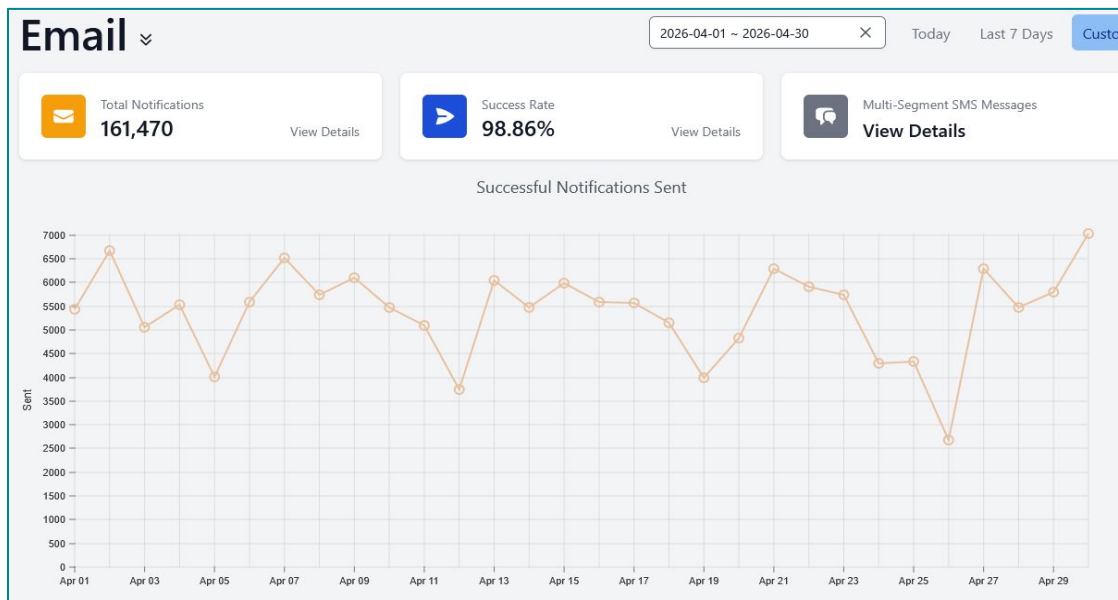 Email
2026-04-01 ~ 2026-04-30
Today
Last 7 Days
Custo
Total Notifications
161,470
View Details
Success Rate
98.86%
View Details
Multi-Segment SMS Messages
View Details
Successful Notifications Sent
7000
6500
6000
5500
5000
4500
4000
3500
3000
2500
2000
1500
1000
500
0
Sent
Apr 01
Apr 03
Apr 05
Apr 07
Apr 09
Apr 11
Apr 13
Apr 15
Apr 17
Apr 19
Apr 21
Apr 23
Apr 25
Apr 27
Apr 29